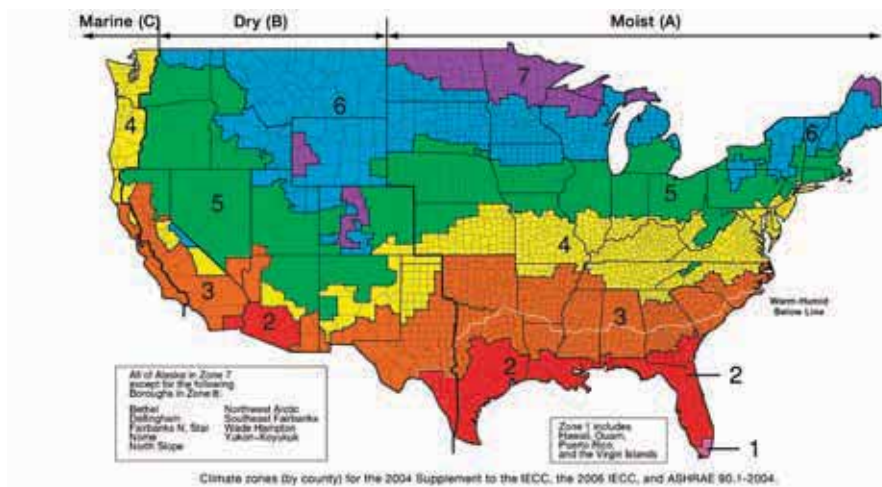 Marine (C) Dry (B) Moist (A)
7
6
4
6
5
5
4
3
3
Warm-Humid
Below Line
2
2
2
1
All of Alaska in Zone 7
except for the following
Boroughs in Zone 8:
Bethel Northwest Arctic
Dellingham Southeast Fairbanks
Fairbanks N. Star Wade Hampton
Nome Yukon-Koyukuk
North Slope
Zone 1 includes
Hawaii, Guam,
Puerto Rico,
and the Virgin Islands
Climate zones (by county) for the 2004 Supplement to the IECC, the 2006 IECC, and ASHRAE 90.1-2004.